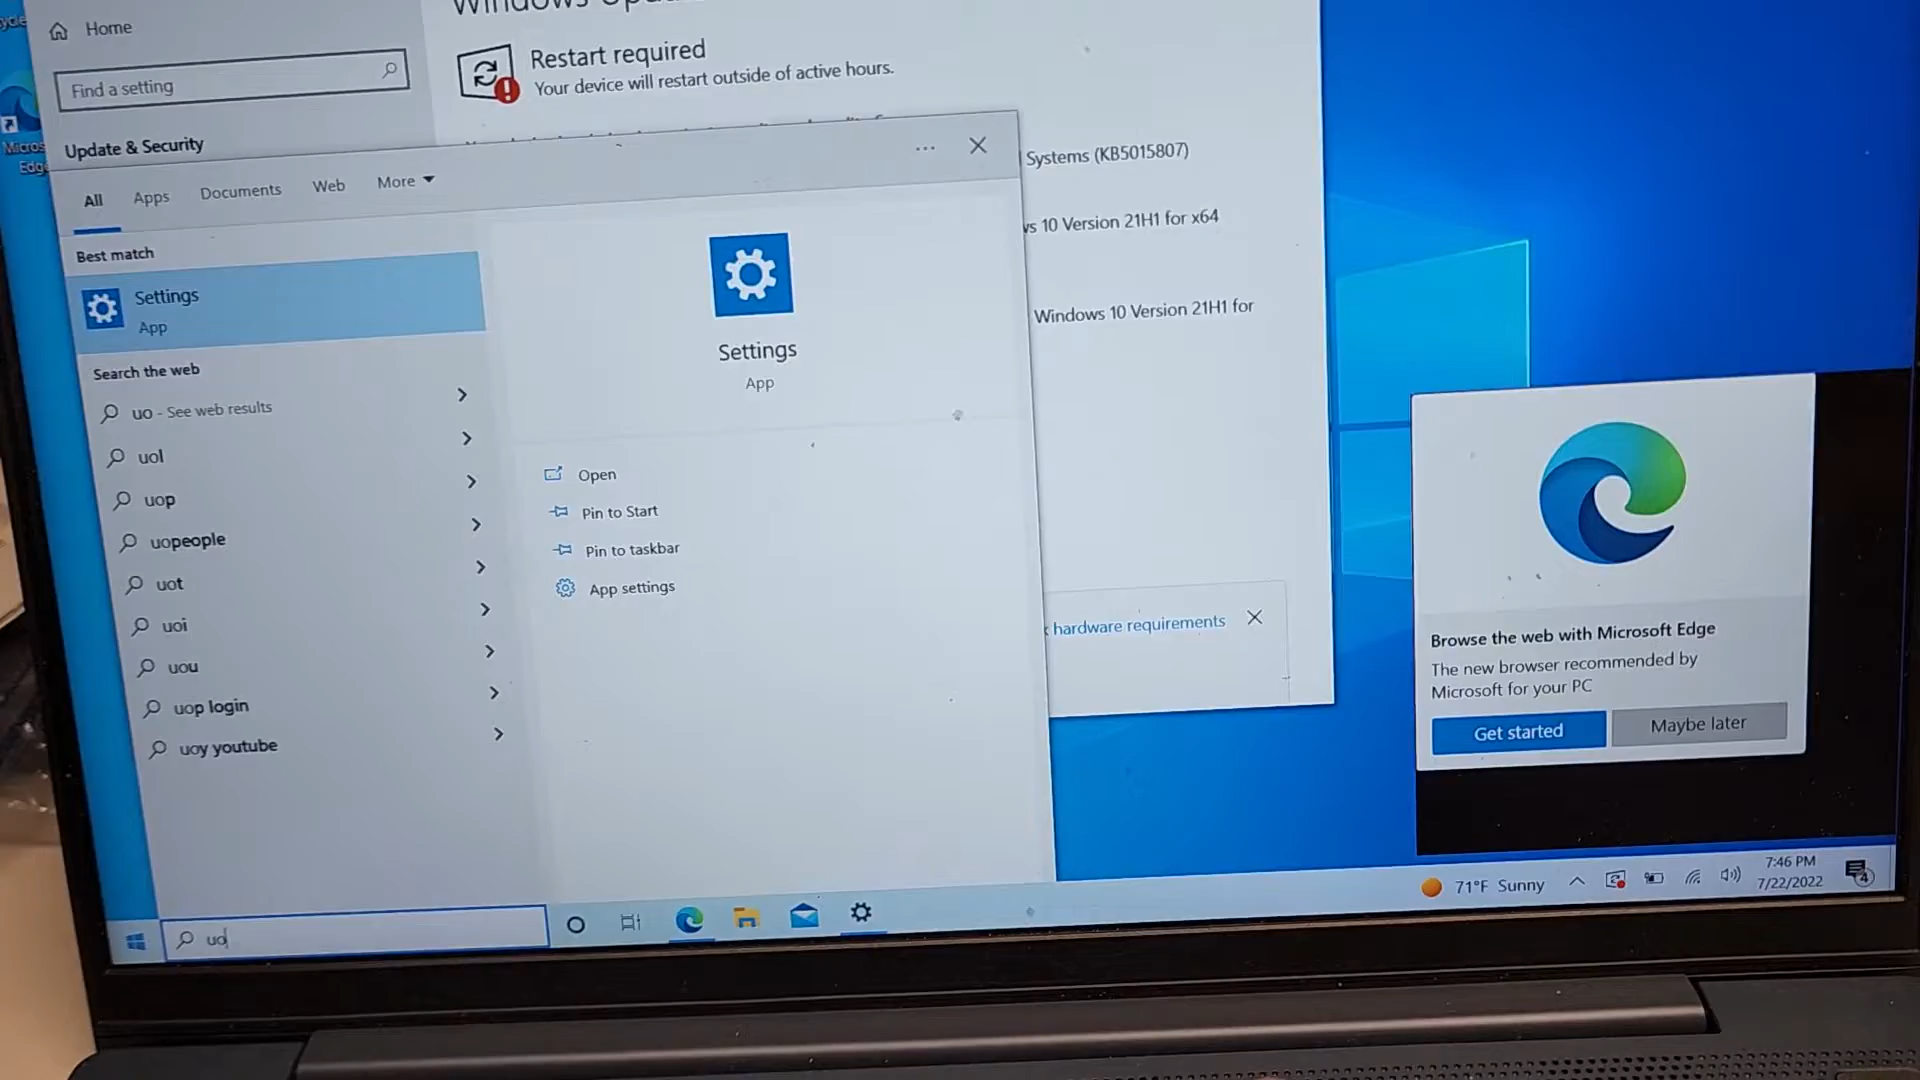 Home
Find a setting
Update & Security
Restart required
Your device will restart outside of active hours.
Systems (KB5015807)
10 Version 21H1 for x64
Windows 10 Version 21H1 for
hardware requirements
All
Apps
Documents
Web
More
Best match
Settings
App
Search the web
uo - See web results
uol
uop
uopeople
uot
uoi
uou
uop login
uoy youtube
Settings
App
Open
Pin to Start
Pin to taskbar
App settings
Browse the web with Microsoft Edge
The new browser recommended by
Microsoft for your PC
Get started
Maybe later
uo
71°F Sunny
7:46 PM
7/22/2022
4